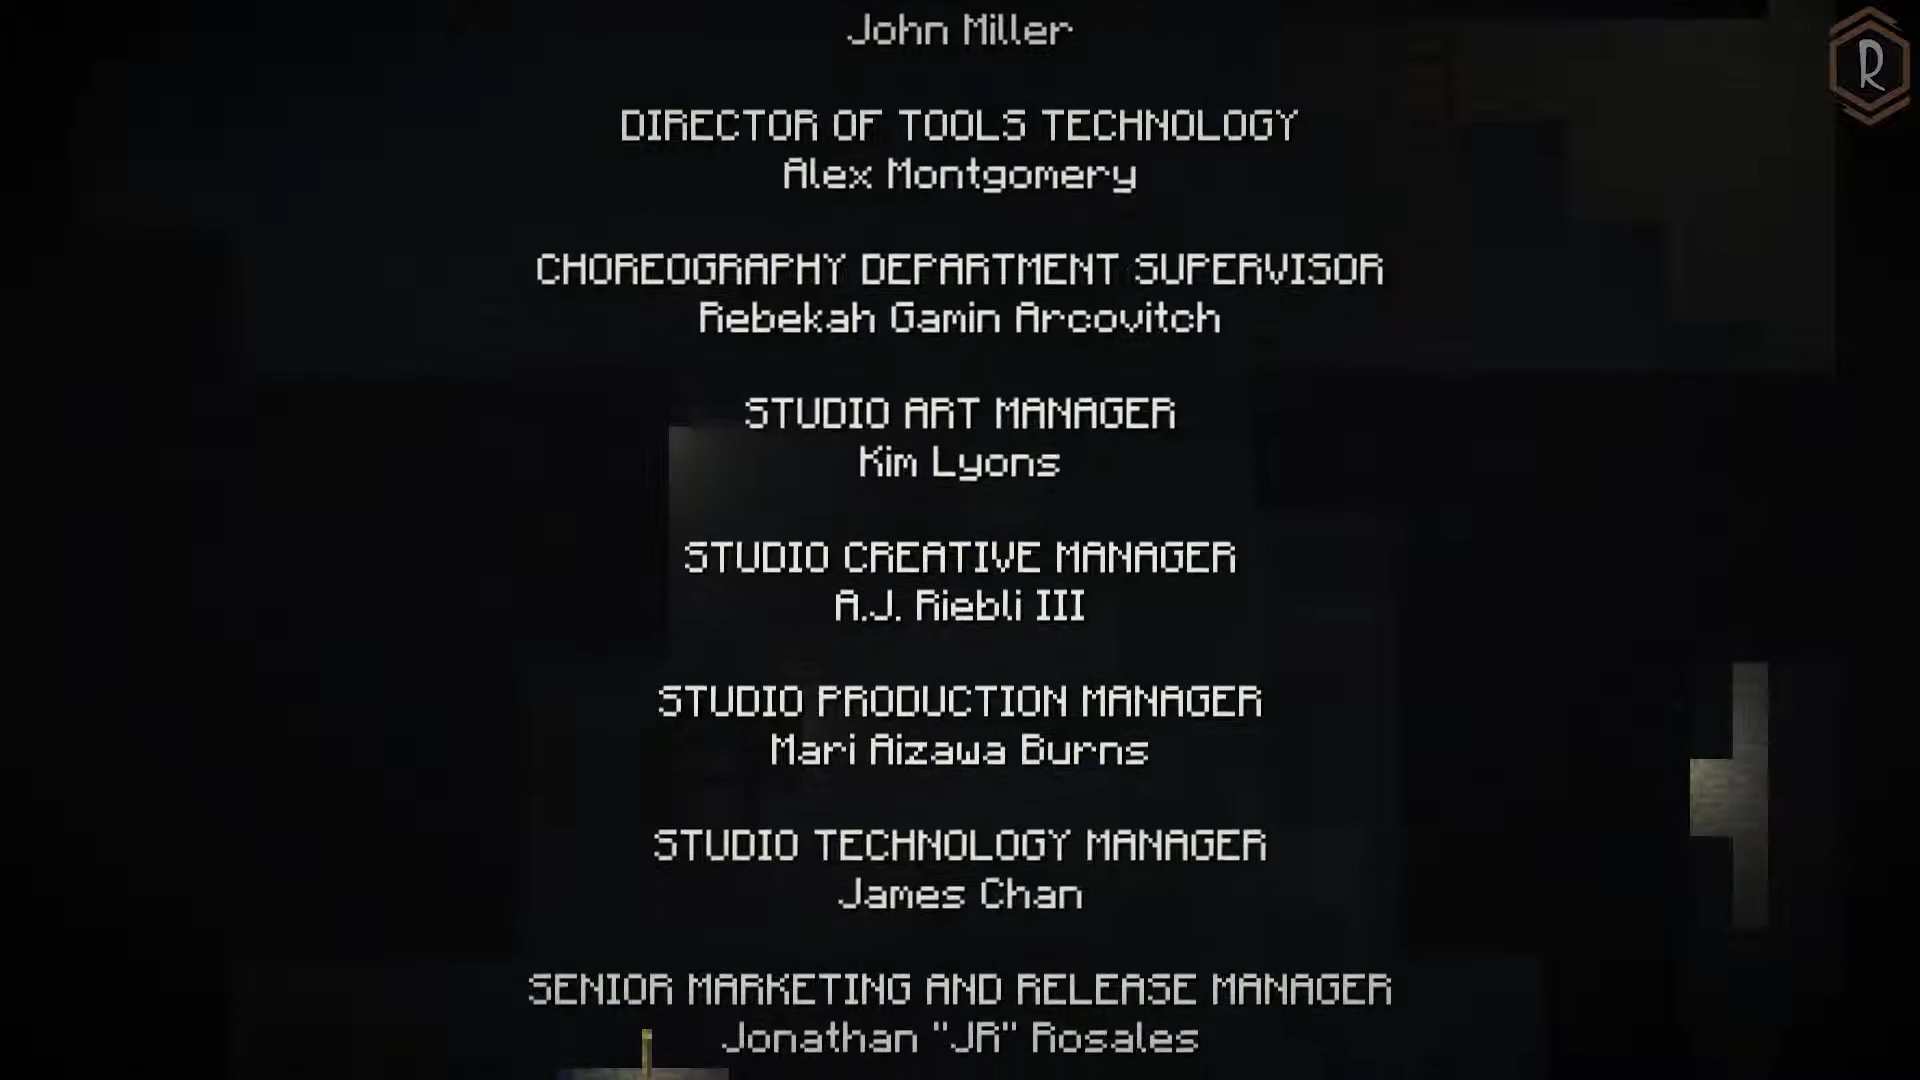 John Miller
DIRECTOR OF TOOLS TECHNOLOGY
Alex Montgomery
CHOREOGRAPHY DEPARTMENT SUPERVISOR
Rebekah Gamin Arcovitch
STUDIO ART MANAGER
Kim Lyons
STUDIO CREATIVE MANAGER
A.J. Riebli III
STUDIO PRODUCTION MANAGER
Mari Aizawa Burns
STUDIO TECHNOLOGY MANAGER
James Chan
SENIOR MARKETING AND RELEASE MANAGER
Jonathan "JR" Rosales
R